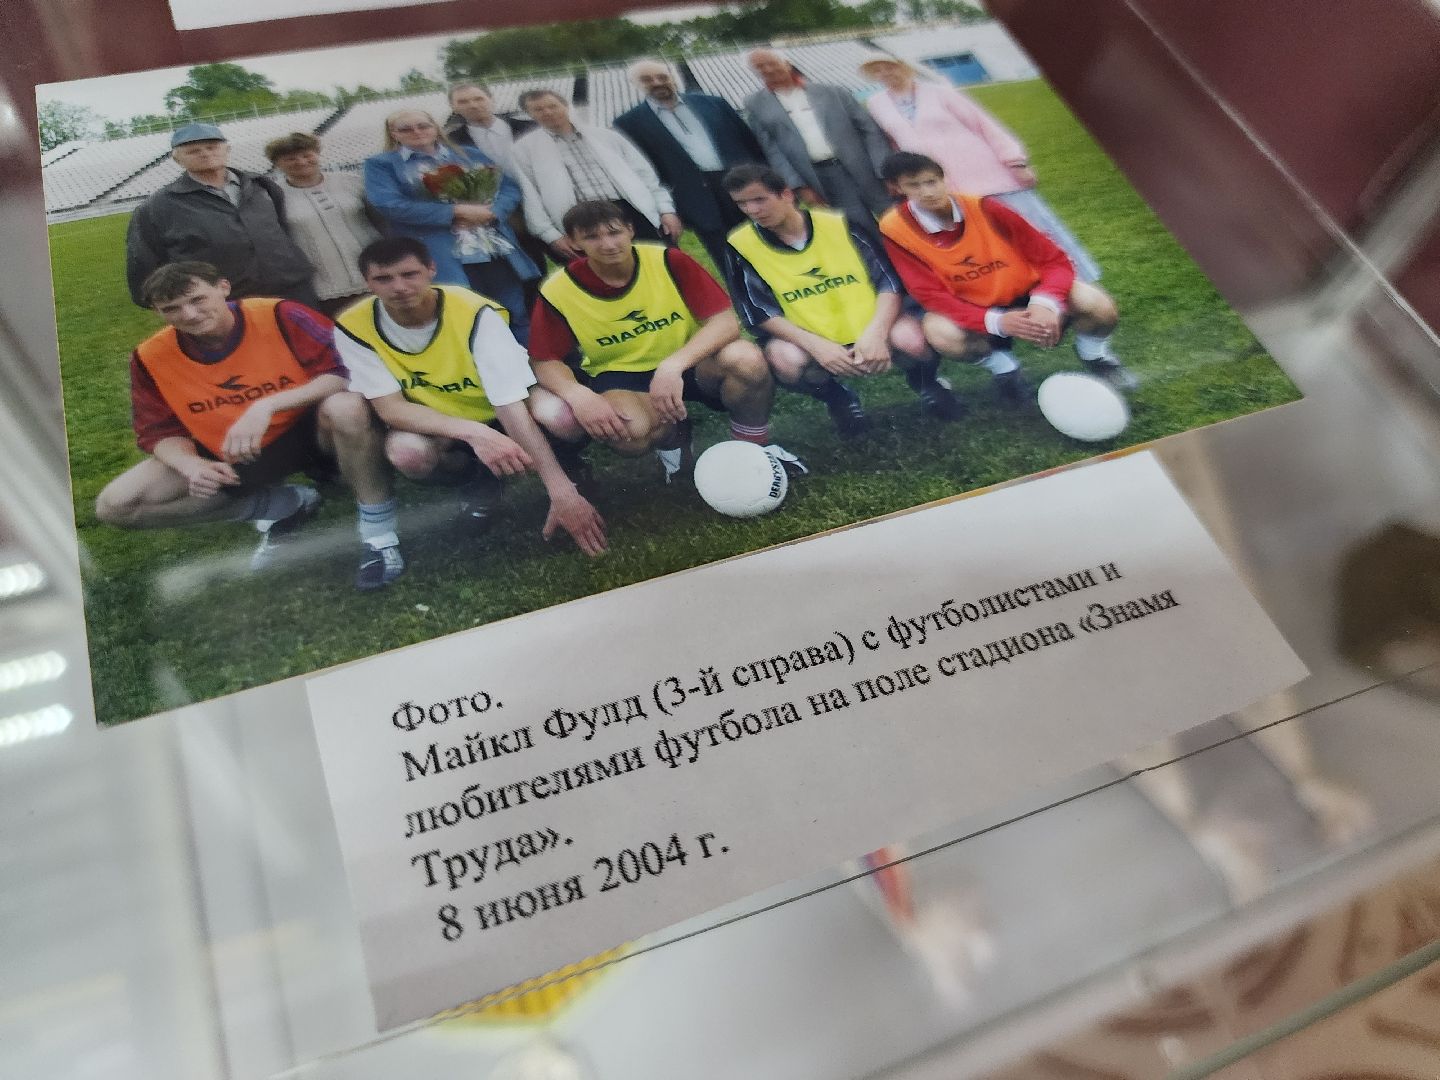 DIADORA
DIADORA
DIADORA
DIADORA
DIADORA
Фото.
Майкл Фулд (3-й справа) с футболистами и
любителями футбола на поле стадиона «Знамя
Труда».
8 июня 2004 г.